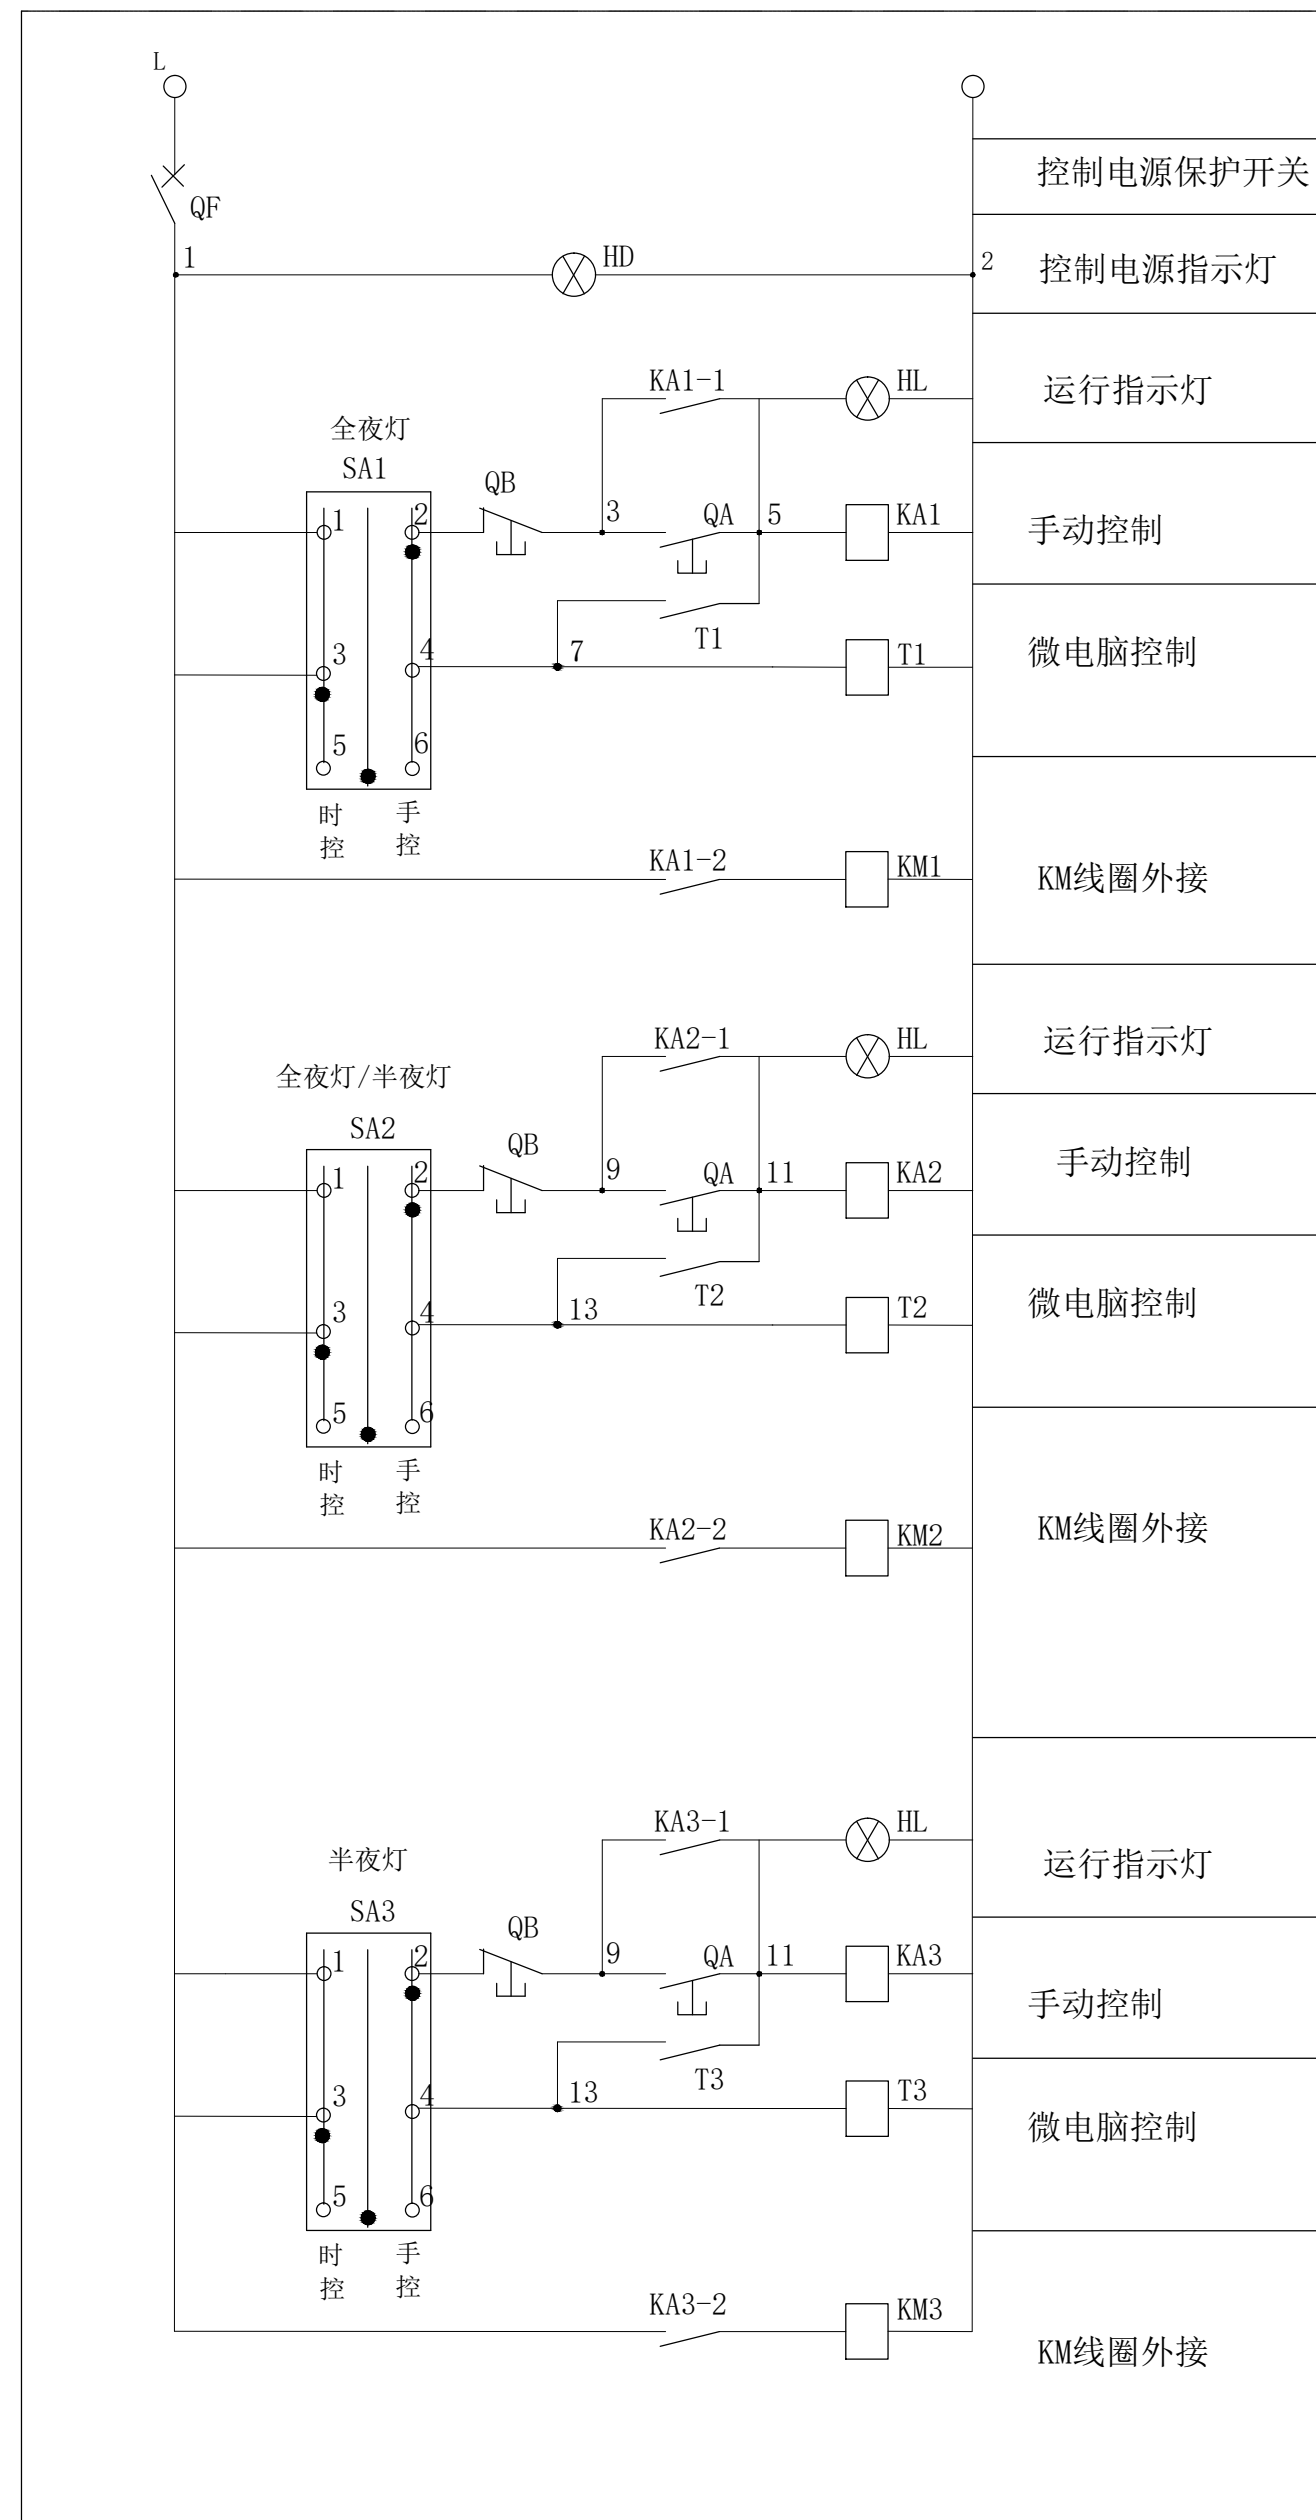 L
控制电源保护开关
QF
1
HD
2
控制电源指示灯
KA1-1
HL
运行指示灯
全夜灯
SA1
QB
1
2
3
QA
5
KA1
手动控制
T1
3
4
7
T1
微电脑控制
5
6
时控
手控
KA1-2
KM1
KM线圈外接
KA2-1
HL
运行指示灯
全夜灯/半夜灯
SA2
QB
1
2
9
QA
11
KA2
手动控制
T2
3
4
13
T2
微电脑控制
5
6
时控
手控
KA2-2
KM2
KM线圈外接
KA3-1
HL
运行指示灯
半夜灯
SA3
QB
1
2
9
QA
11
KA3
手动控制
T3
3
4
13
T3
微电脑控制
5
6
时控
手控
KA3-2
KM3
KM线圈外接